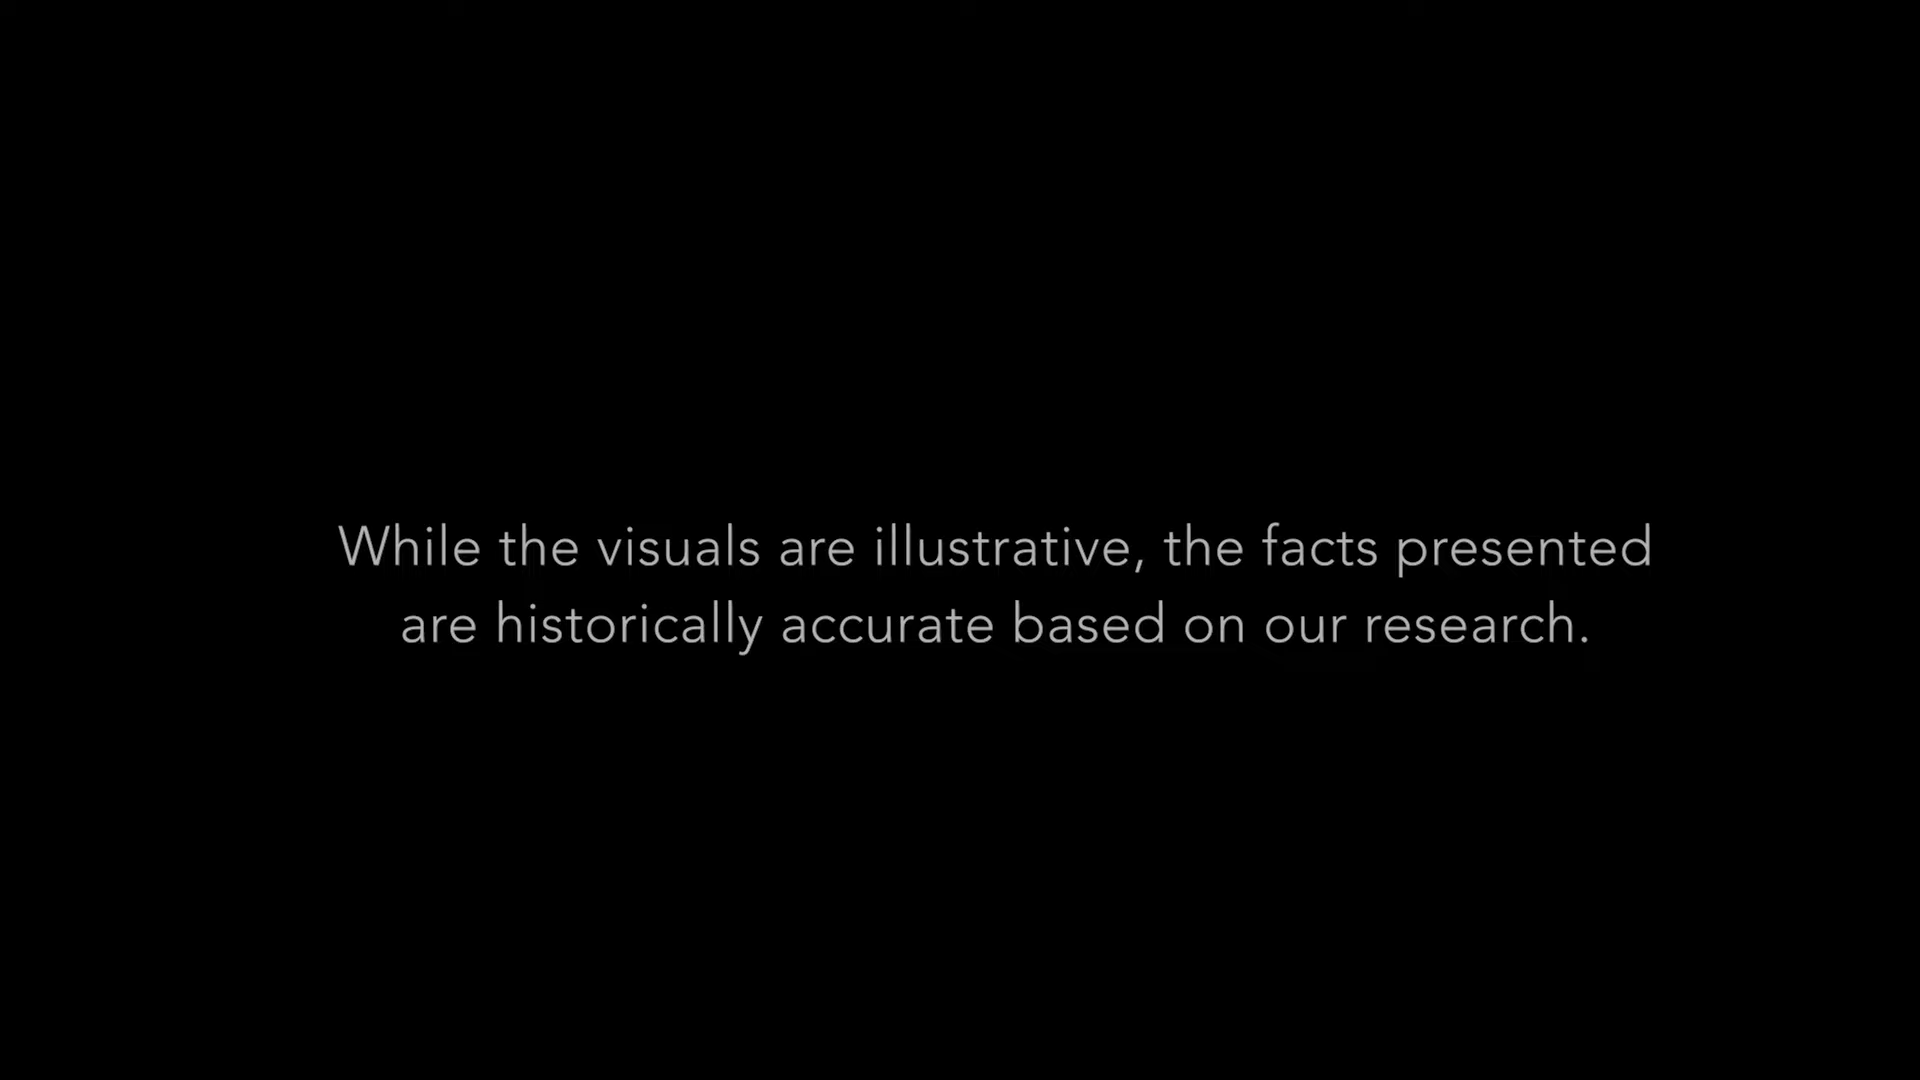 While the visuals are illustrative, the facts presented
are historically accurate based on our research.